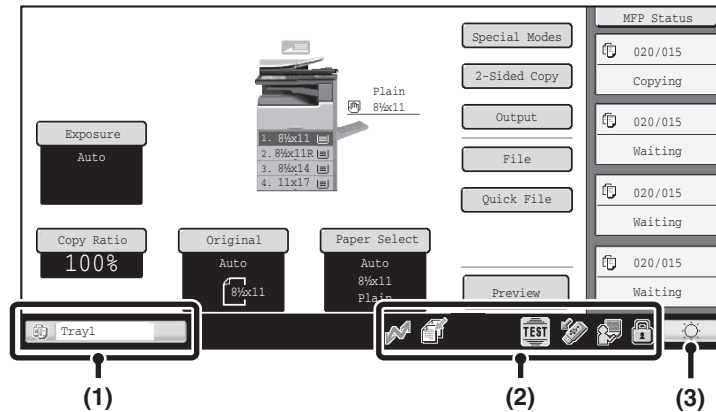 MFP Status
Special Modes
020/015
Copying
2-Sided Copy
Plain
8½x11
Output
020/015
Waiting
Exposure
Auto
1. 8½x11
2. 8½x11R
3. 8½x14
4. 11x17
File
Quick File
020/015
Waiting
Copy Ratio
100%
Original
Auto
8½x11
Paper Select
Auto
8½x11
Plain
020/015
Waiting
Preview
Tray1
TEST
(1)
(2)
(3)